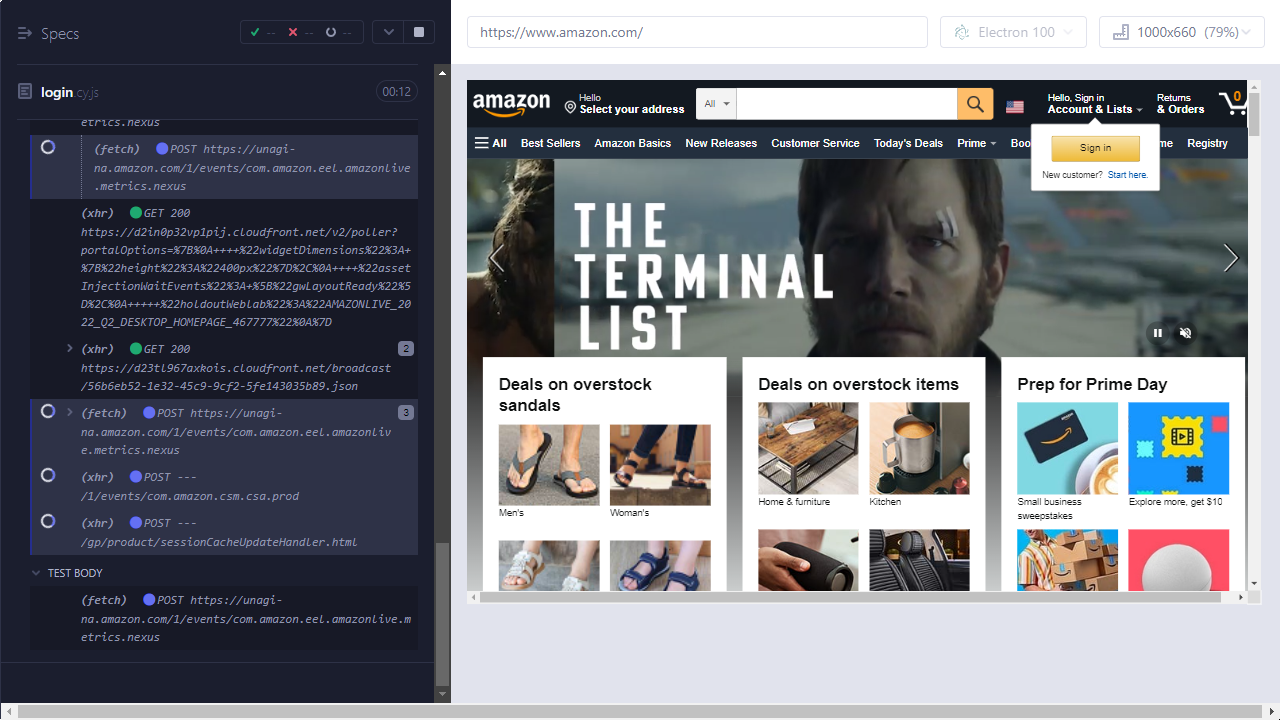 Specs
--
--
--
https://www.amazon.com/
Electron 100
1000x660 (79%)
login.cy.js
00:12
etrics.nexus
(fetch) POST https://unagi-
na.amazon.com/1/events/com.amazon.eel.amazonlive
.metrics.nexus
(xhr) GET 200
https://d2in0p32vp1pij.cloudfront.net/v2/poller?
portalOptions=%7B%0A++++%22widgetDimensions%22%3A+
%7B%22height%22%3A%22400px%22%7D%2C%0A++++%22asset
InjectionWaitEvents%22%3A+%5B%22gwLayoutReady%22%5
D%2C%0A+++++%22holdoutWeblab%22%3A%22AMAZONLIVE_20
22_Q2_DESKTOP_HOMEPAGE_467777%22%0A%7D
(xhr) GET 200
2
https://d23tl967axkois.cloudfront.net/broadcast
/56b6eb52-1e32-45c9-9cf2-5fe143035b89.json
(fetch) POST https://unagi-
3
na.amazon.com/1/events/com.amazon.eel.amazonliv
e.metrics.nexus
(xhr) POST ---
/1/events/com.amazon.csm.csa.prod
(xhr) POST ---
/gp/product/sessionCacheUpdateHandler.html
TEST BODY
(fetch) POST https://unagi-
na.amazon.com/1/events/com.amazon.eel.amazonlive.m
etrics.nexus
amazon
Hello
Select your address
All
Hello, Sign in
Account & Lists
Returns
& Orders
0
All
Best Sellers
Amazon Basics
New Releases
Customer Service
Today's Deals
Prime
Boo
me
Registry
Sign in
New customer? Start here.
THE
TERMINAL
LIST
Deals on overstock
sandals
Men's
Woman's
Deals on overstock items
Home & furniture
Kitchen
Prep for Prime Day
Small business
sweepstakes
Explore more, get $10